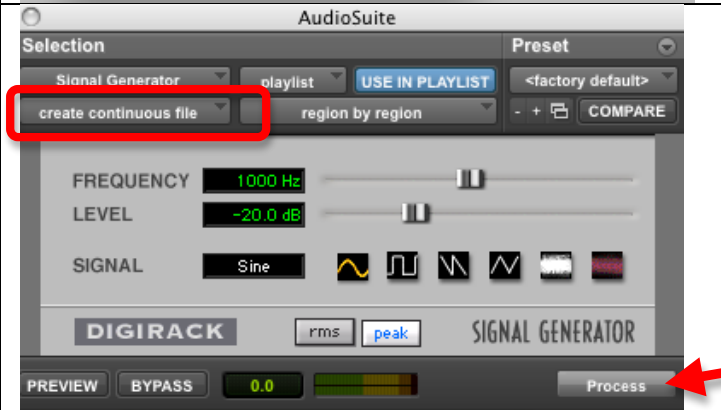 AudioSuite
Selection Preset
Signal Generator playlist USE IN PLAYLIST <factory default>
create continuous file region by region - + COMPARE
FREQUENCY 1000 Hz
LEVEL -20.0 dB
SIGNAL Sine
DIGIRACK rms peak SIGNAL GENERATOR
PREVIEW BYPASS 0.0 Process